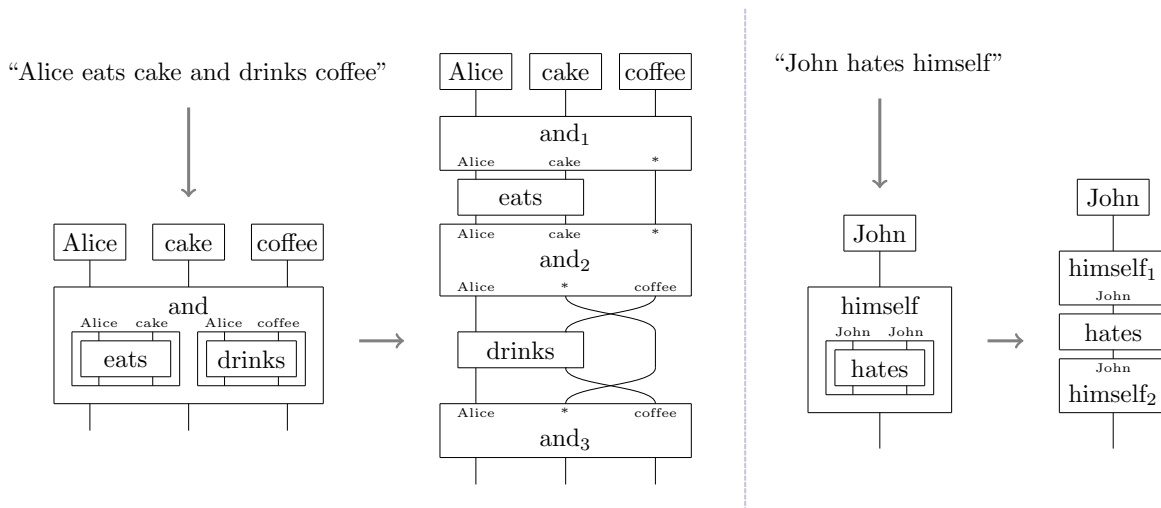 “Alice eats cake and drinks coffee”
Alice cake coffee
and
Alice cake Alice coffee
eats drinks
Alice cake coffee
and₁
Alice cake *
eats
Alice cake *
and₂
Alice * coffee
drinks
Alice * coffee
and₃
“John hates himself”
John
himself
John John
hates
John
himself₁
John
hates
John
himself₂